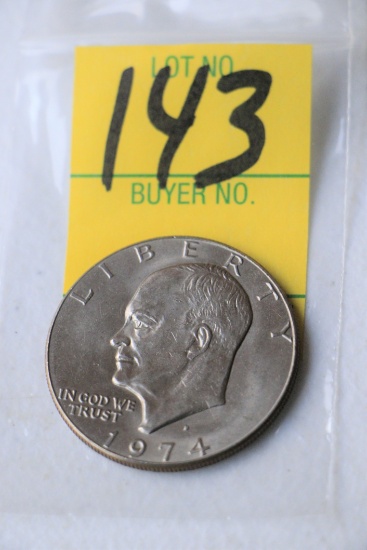 LOT NO.
143
BUYER NO.
LIBERTY
IN GOD WE
TRUST
1974